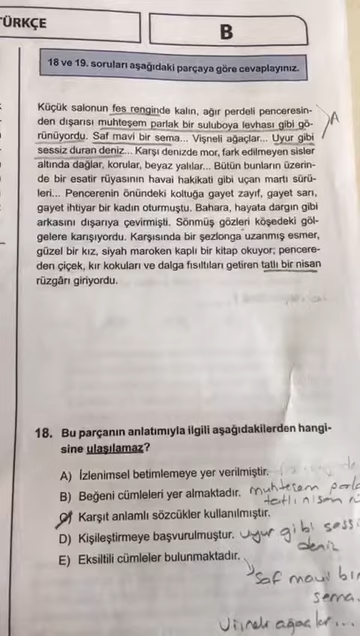 TÜRKÇE
B
18 ve 19. soruları aşağıdaki parçaya göre cevaplayınız.
Küçük salonun fes renginde kalın, ağır perdeli penceresin-
den dışarısı muhteşem parlak bir suluboya levhası gibi gö-
rünüyordu. Saf mavi bir sema... Vişneli ağaçlar... Uyur gibi
sessiz duran deniz... Karşı denizde mor, fark edilmeyen sisler
altında dağlar, korular, beyaz yalılar... Bütün bunların üzerin-
de bir esatir rüyasının havai hakikati gibi uçan martı sürü-
leri... Pencerenin önündeki koltuğa gayet zayıf, gayet sarı,
gayet ihtiyar bir kadın oturmuştu. Bahara, hayata dargın gibi
arkasını dışarıya çevirmişti. Sönmüş gözleri köşedeki göl-
gelere karışıyordu. Karşısında bir şezlonga uzanmış esmer,
güzel bir kız, siyah maroken kaplı bir kitap okuyor; pencere-
den çiçek, kır kokuları ve dalga fısıltıları getiren tatlı bir nisan
rüzgârı giriyordu.
A
18. Bu parçanın anlatımıyla ilgili aşağıdakilerden hangi-
sine ulaşılamaz?
A) İzlenimsel betimlemeye yer verilmiştir.
B) Beğeni cümleleri yer almaktadır. muhteşem parla
tatlı nisan rü
C) Karşıt anlamlı sözcükler kullanılmıştır.
D) Kişileştirmeye başvurulmuştur. uyur gibi sess
deniz
E) Eksiltili cümleler bulunmaktadır.
Saf mavi bir
sema.
Vişneli ağaçlar...